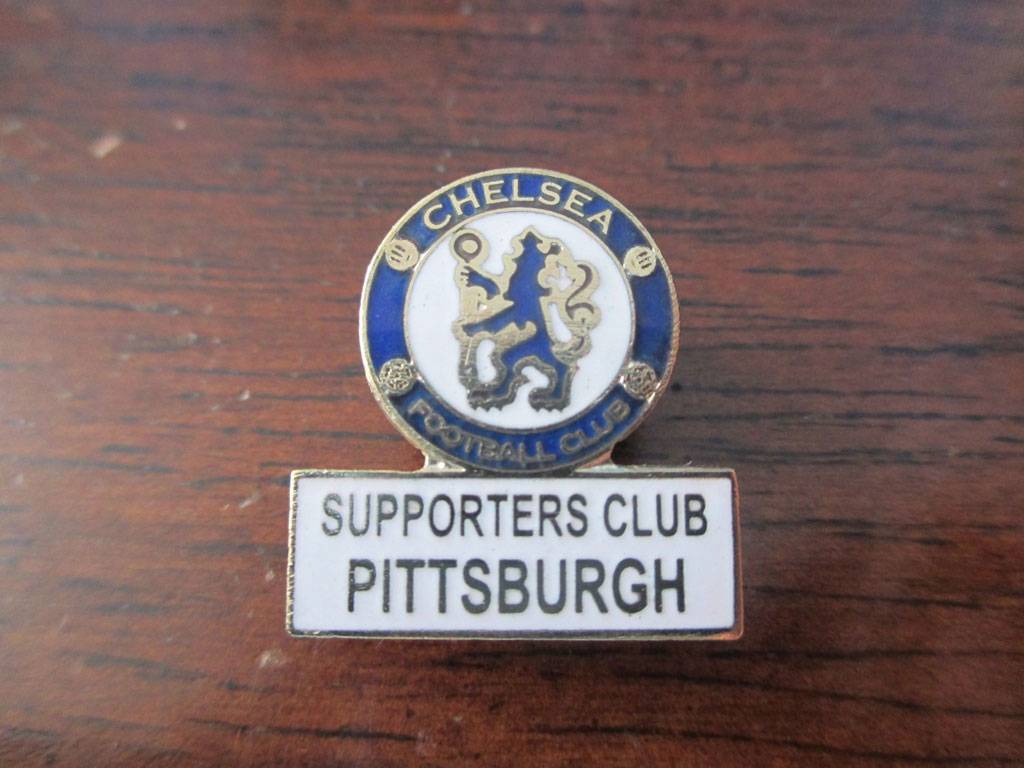 CHELSEA
FOOTBALL CLUB
SUPPORTERS CLUB
PITTSBURGH